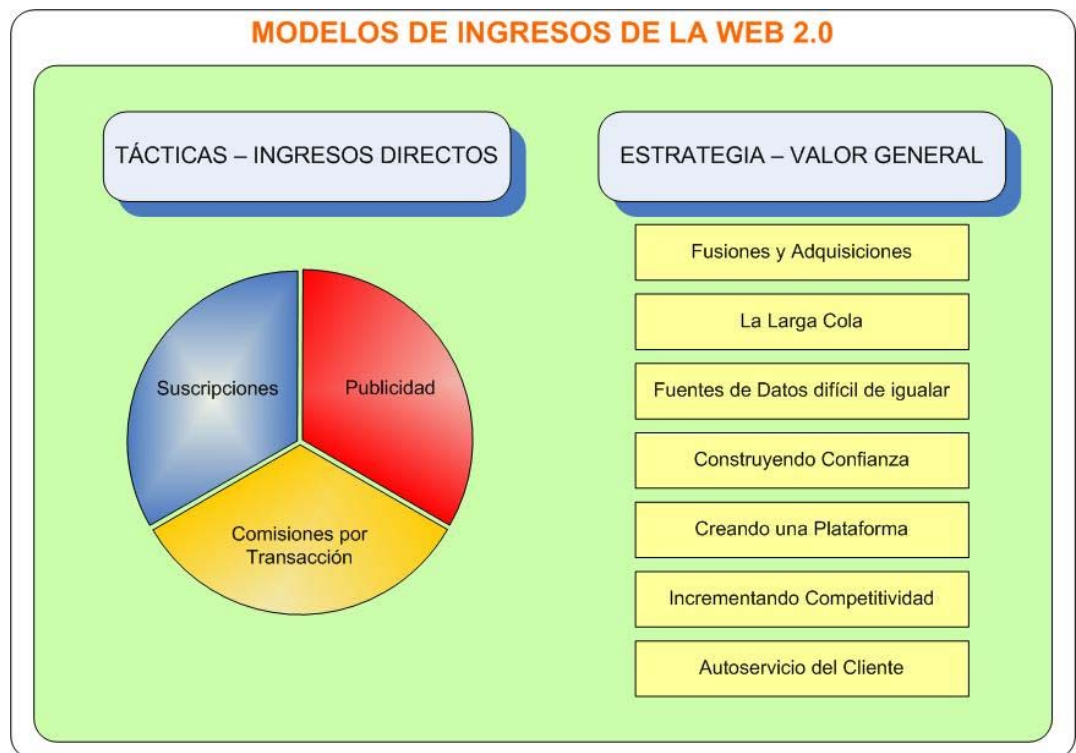 MODELOS DE INGRESOS DE LA WEB 2.0
TÁCTICAS – INGRESOS DIRECTOS
Suscripciones
Publicidad
Comisiones por
Transacción
ESTRATEGIA – VALOR GENERAL
Fusiones y Adquisiciones
La Larga Cola
Fuentes de Datos difícil de igualar
Construyendo Confianza
Creando una Plataforma
Incrementando Competitividad
Autoservicio del Cliente